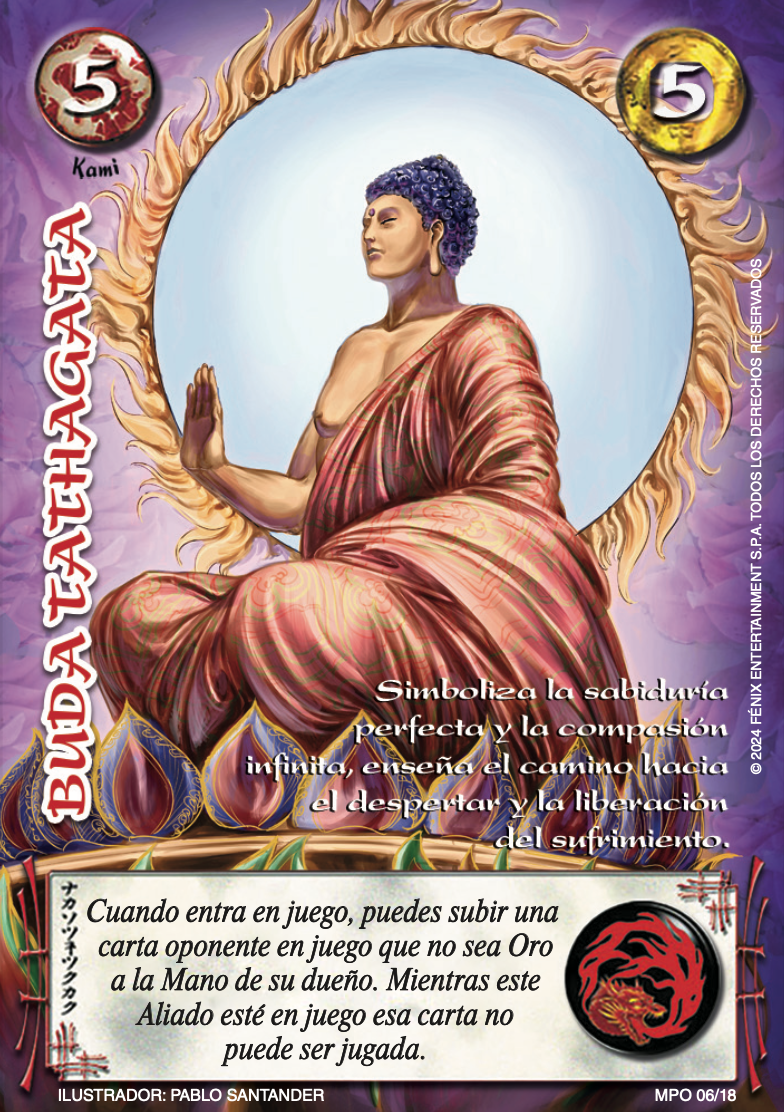 5
5
Kami
BUDA TATHAGATA
© 2024 FÉNIX ENTERTAINMENT S.P.A. TODOS LOS DERECHOS RESERVADOS
Simboliza la sabiduría
perfecta y la compasión
infinita, enseña el camino hacia
el despertar y la liberación
del sufrimiento.
ナカソツネツクカク
Cuando entra en juego, puedes subir una
carta oponente en juego que no sea Oro
a la Mano de su dueño. Mientras este
Aliado esté en juego esa carta no
puede ser jugada.
ILUSTRADOR: PABLO SANTANDER
MPO 06/18